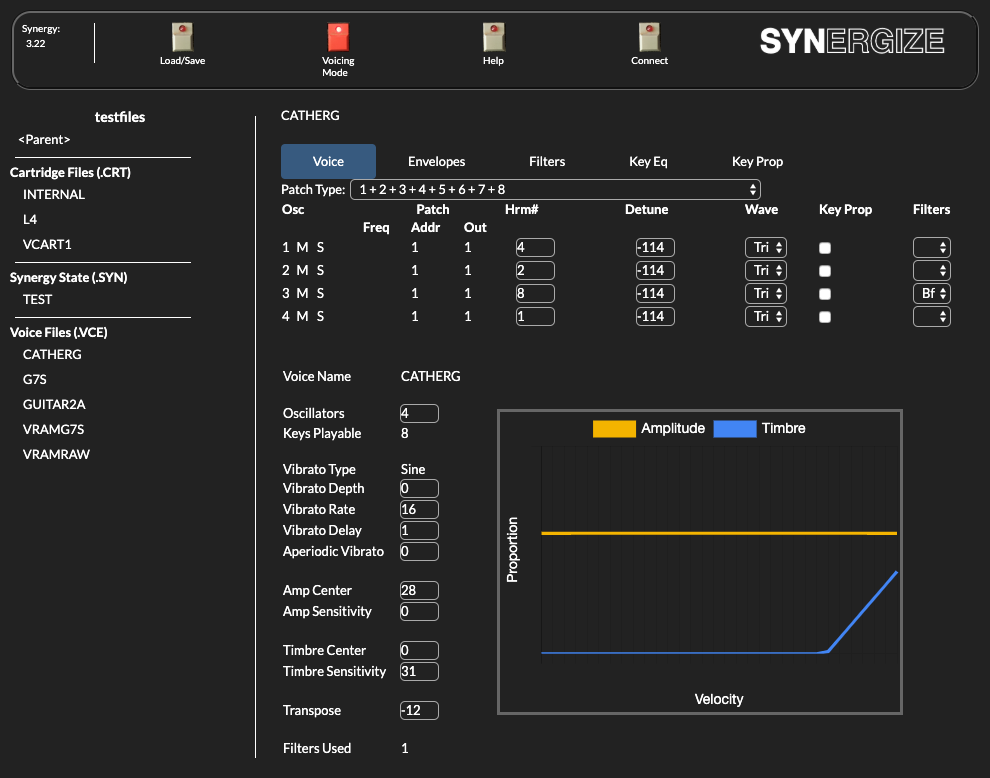 Synergy:
3.22
Load/Save
Voicing
Mode
Help
Connect
SYNERGIZE
testfiles
<Parent>
Cartridge Files (.CRT)
INTERNAL
L4
VCART1
Synergy State (.SYN)
TEST
Voice Files (.VCE)
CATHERG
G7S
GUITAR2A
VRAMG7S
VRAMRAW
CATHERG
Voice Envelopes Filters Key Eq Key Prop
Patch Type: 1 + 2 + 3 + 4 + 5 + 6 + 7 + 8
Osc Patch Hrm# Detune Wave Key Prop Filters
Freq Addr Out
1 M S 1 1 4 -114 Tri
2 M S 1 1 2 -114 Tri
3 M S 1 1 8 -114 Tri Bf
4 M S 1 1 1 -114 Tri
Voice Name CATHERG
Oscillators 4
Keys Playable 8
Vibrato Type Sine
Vibrato Depth 0
Vibrato Rate 16
Vibrato Delay 1
Aperiodic Vibrato 0
Amp Center 28
Amp Sensitivity 0
Timbre Center 0
Timbre Sensitivity 31
Transpose -12
Filters Used 1
Amplitude Timbre
Proportion
Velocity